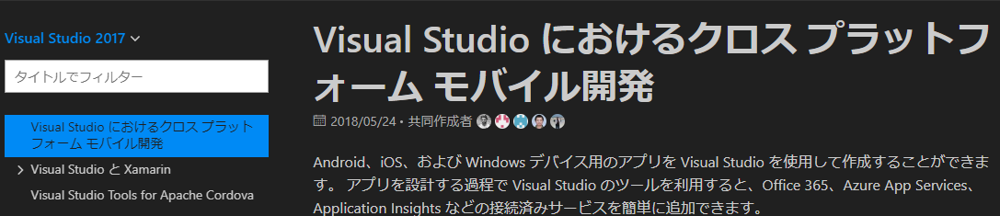 Visual Studio 2017
タイトルでフィルター
Visual Studio におけるクロス プラット
フォーム モバイル開発
Visual Studio と Xamarin
Visual Studio Tools for Apache Cordova
Visual Studio におけるクロス プラットフ
ォーム モバイル開発
2018/05/24 • 共同作成者
Android、iOS、および Windows デバイス用のアプリを Visual Studio を使用して作成することができま
す。 アプリを設計する過程で Visual Studio のツールを利用すると、Office 365、Azure App Services、
Application Insights などの接続済みサービスを簡単に追加できます。